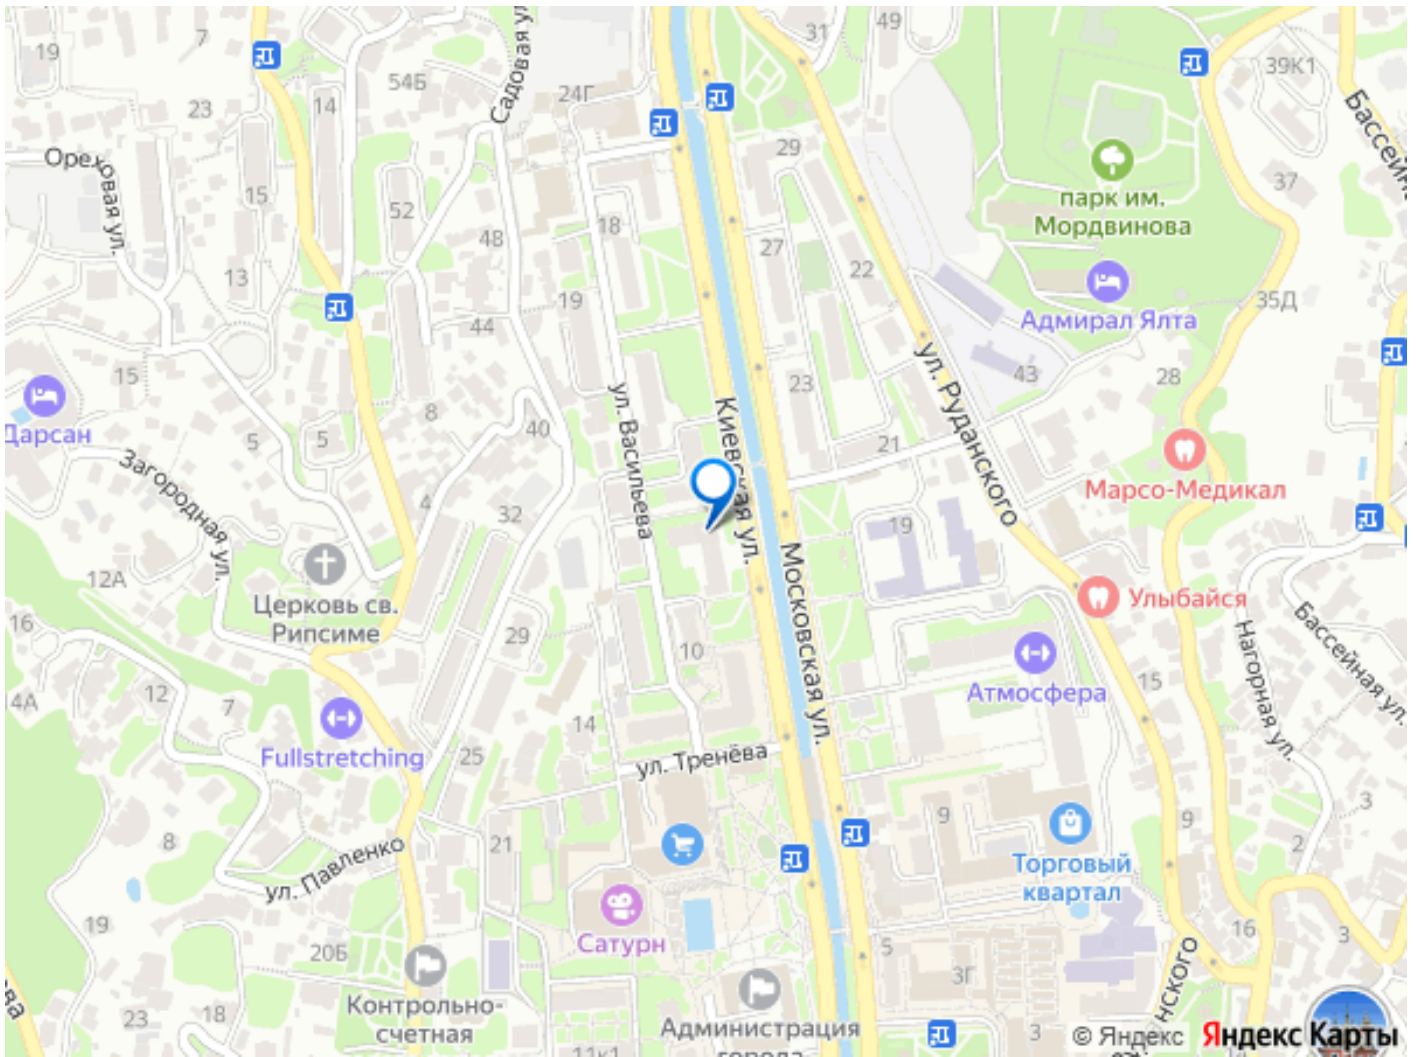 19
7
31
49
39К1
Бассейн
54Б
Садовая ул
24Г
23
14
Ореховая ул.
15
52
29
парк им.
Мордвинова
37
18
48
27
22
13
19
35Д
Адмирал Ялта
44
ул. Руданского
15
23
43
28
8
ул. Васильева
Киевская ул.
Дарсан
5
5
40
21
Загородная ул.
4
32
Марсо-Медикал
19
Московская ул.
12А
Церковь св.
Рипсиме
Улыбайся
16
29
10
Нагорная ул.
Бассейная ул.
4А
12
7
Атмосфера
15
14
Fullstretching
25
ул. Тренёва
3
8
21
9
9
2
ул. Павленко
Торговый
квартал
19
Сатурн
16
3
20Б
5
3Г
нского
ва
Контрольно-
счетная
23
18
Администрация
города
11к1
3
© Яндекс
Яндекс Карты